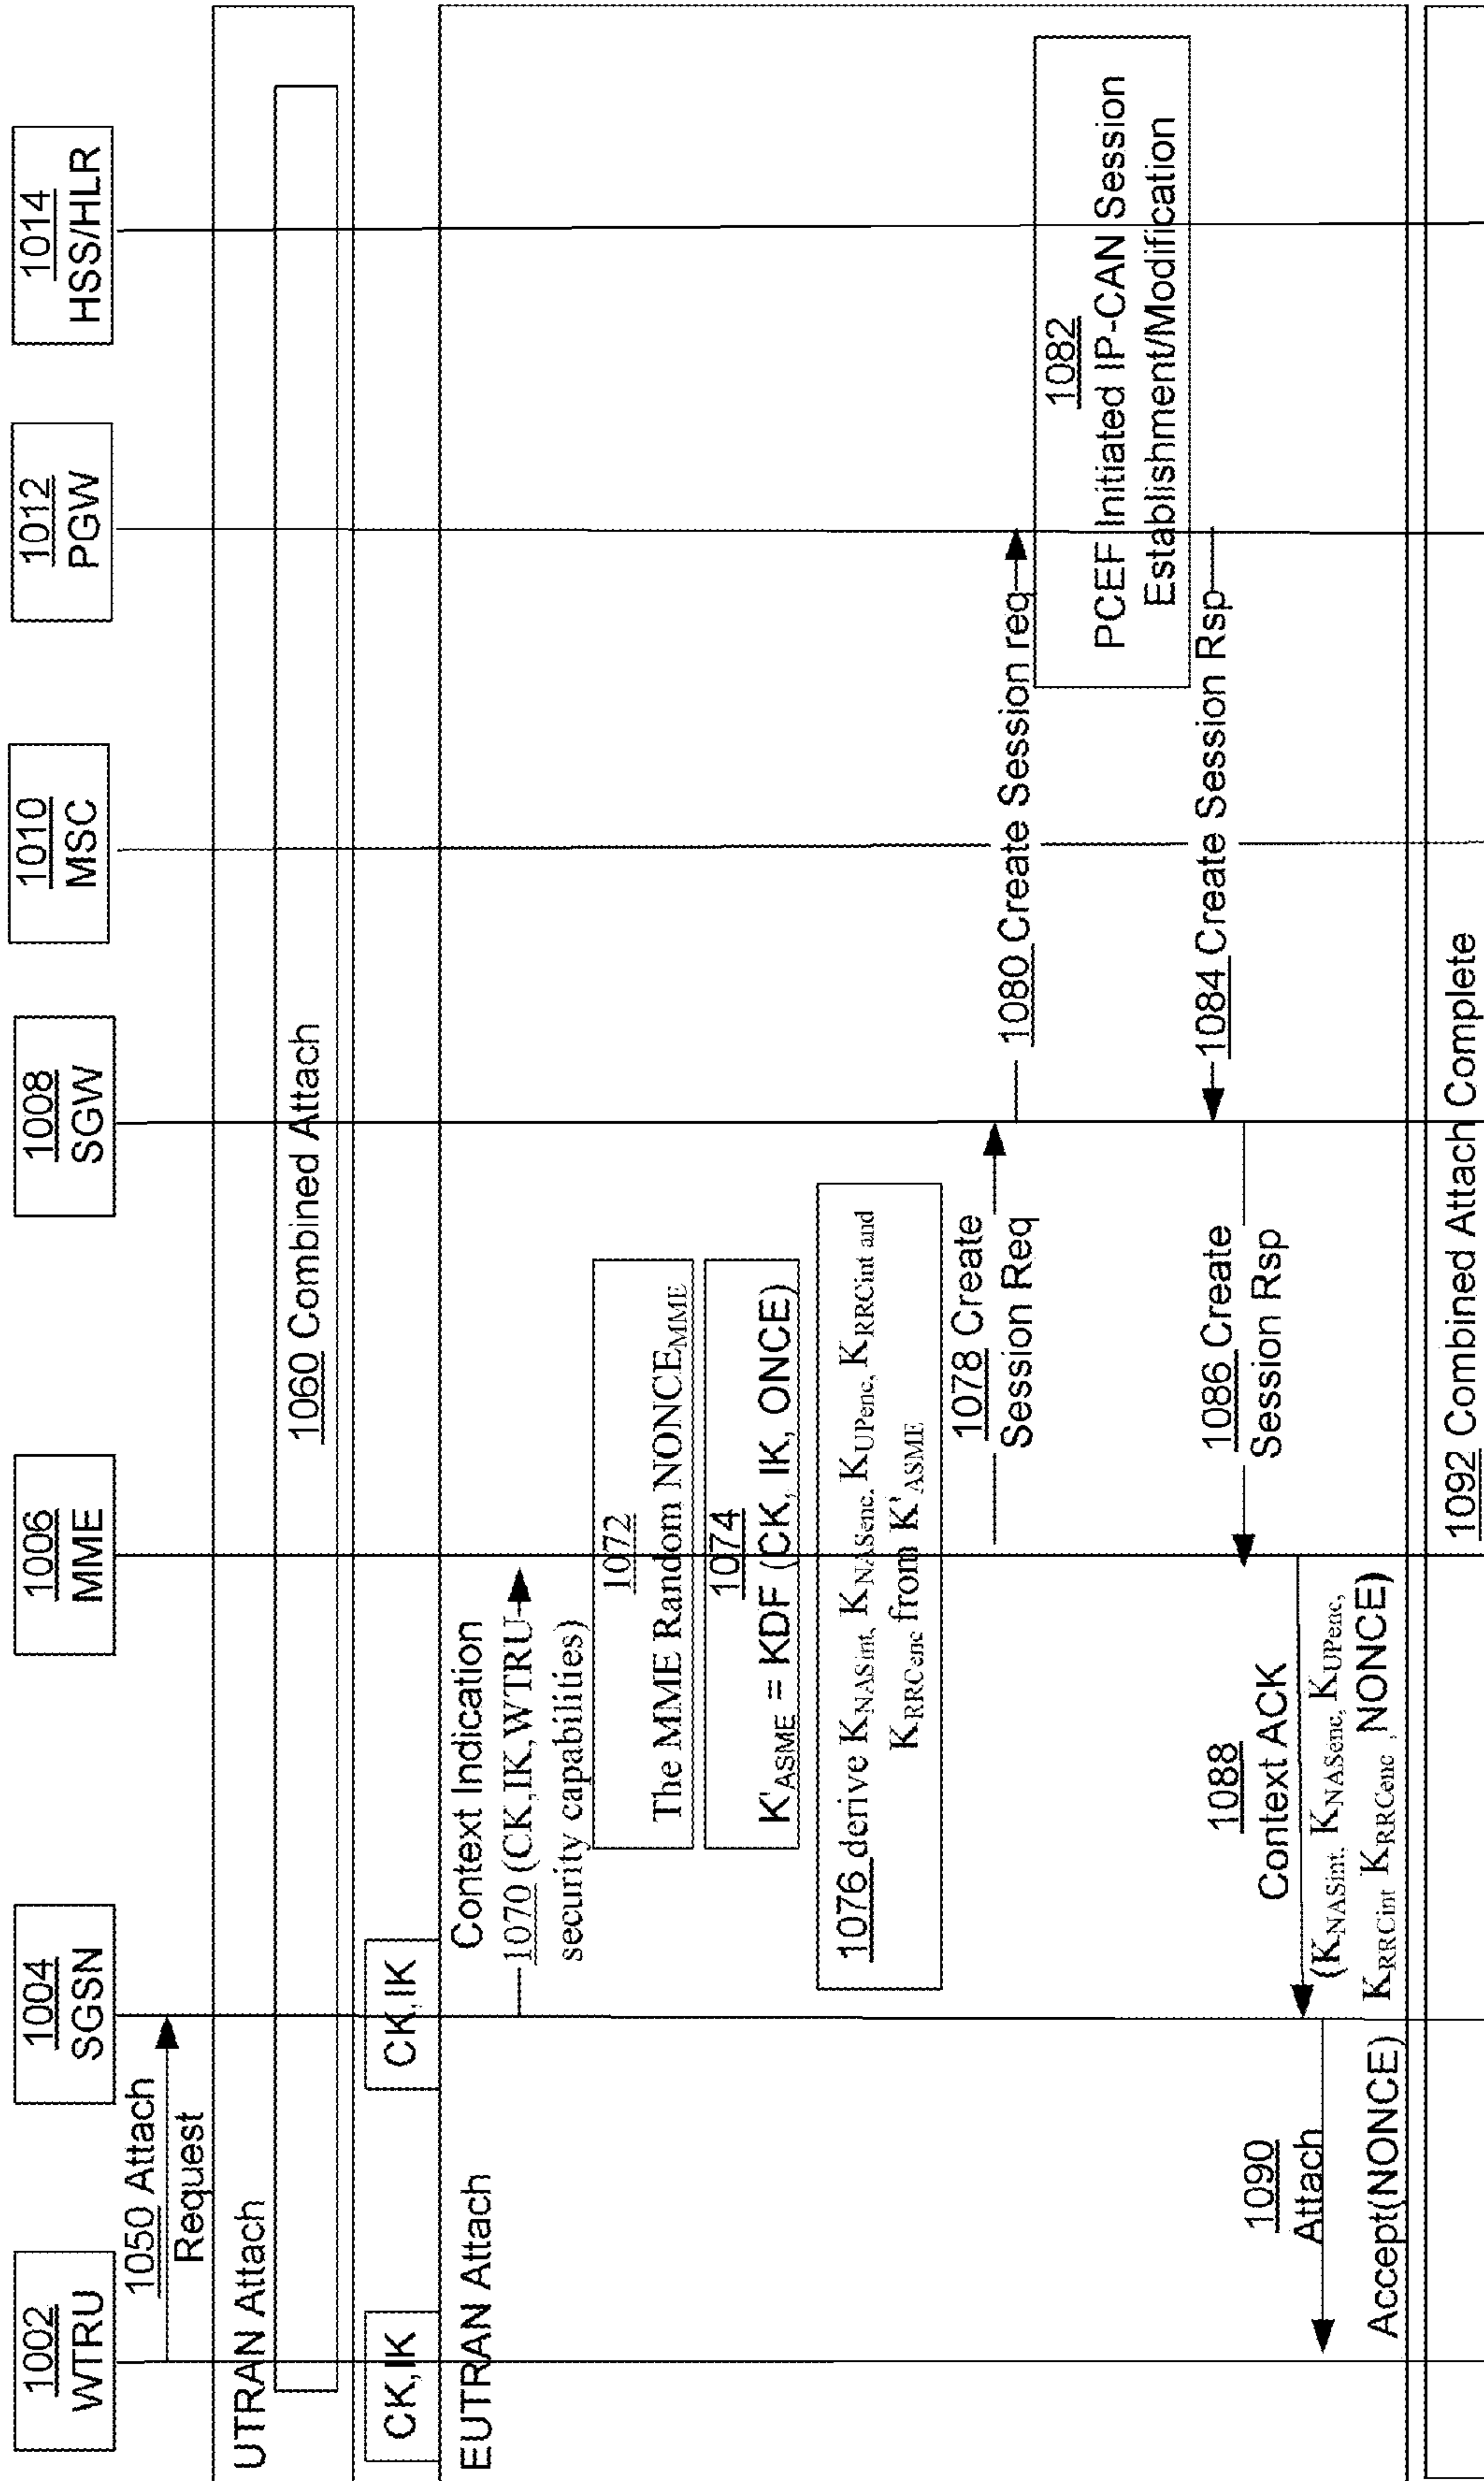 1002
WTRU
1004
SGSN
1006
MME
1008
SGW
1010
MSC
1012
PGW
1014
HSS/HLR
1050 Attach
Request
UTRAN Attach
1060 Combined Attach
CK,IK
CK,IK
EUTRAN Attach
Context Indication
1070 (CK,IK,WTRU
security capabilities)
1072
The MME Random NONCEMME
1074
K'ASME = KDF (CK, IK, ONCE)
1076 derive KNASint, KNASenc, KUPenc, KRRCint and
KRRCenc from K'ASME
1078 Create
Session Req
1080 Create Session req
1082
PCEF Initiated IP-CAN Session
Establishment/Modification
1084 Create Session Rsp
1086 Create
Session Rsp
1088
Context ACK
(KNASint, KNASenc, KUPenc,
KRRCint KRRCenc , NONCE)
1090
Attach
Accept(NONCE)
1092 Combined Attach Complete